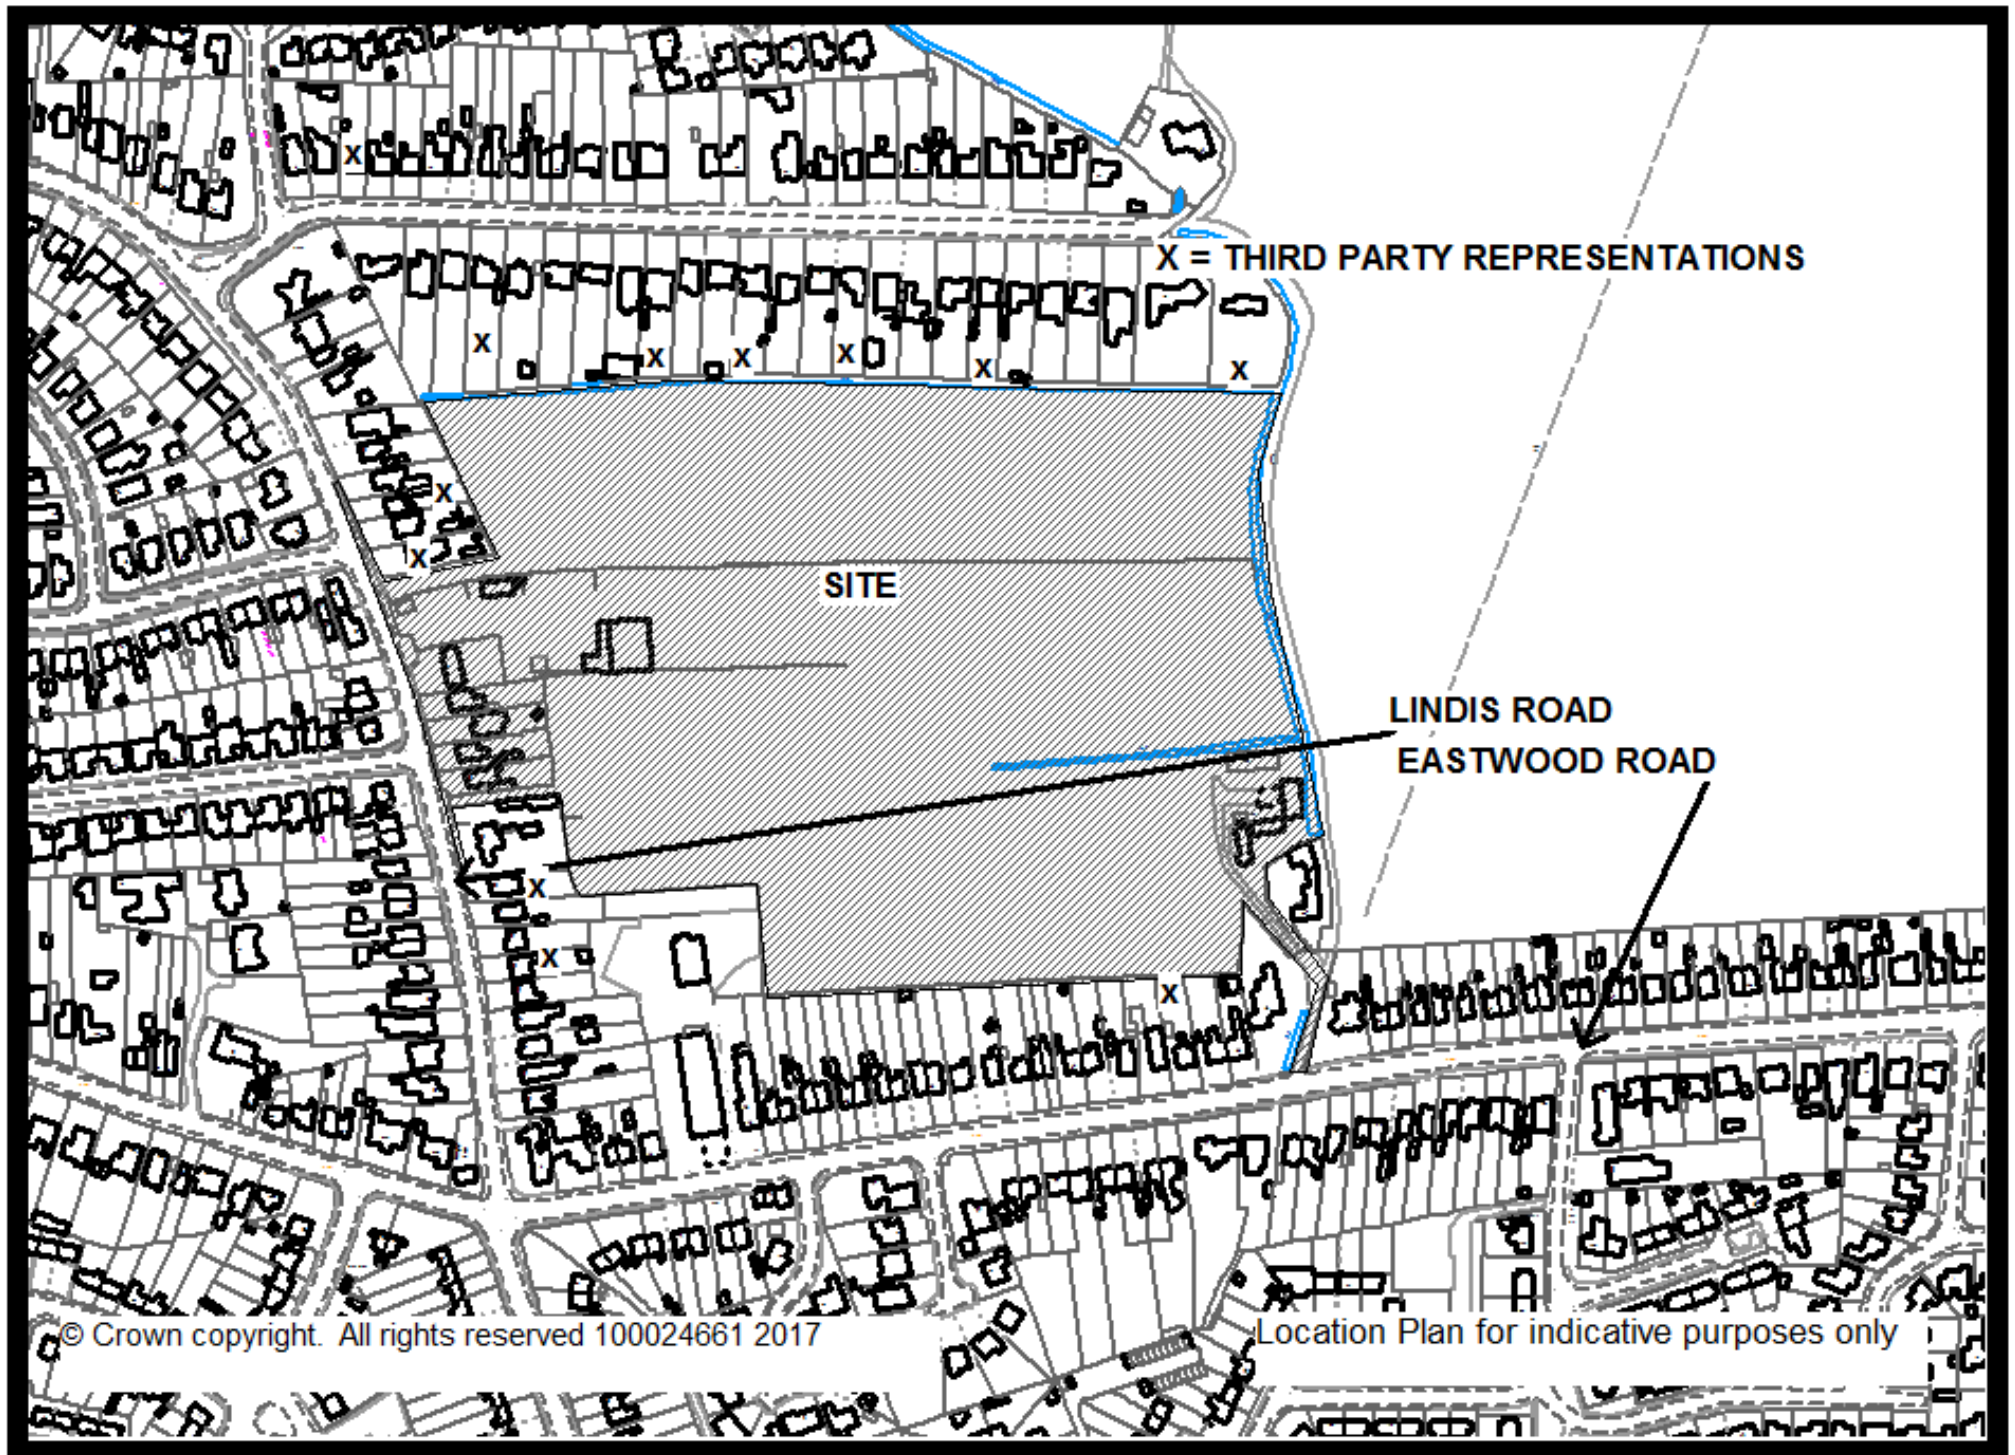 X
X = THIRD PARTY REPRESENTATIONS
X
X
X
X
X
X
X
X
SITE
LINDIS ROAD
EASTWOOD ROAD
X
X
X
© Crown copyright. All rights reserved 100024661 2017
Location Plan for indicative purposes only